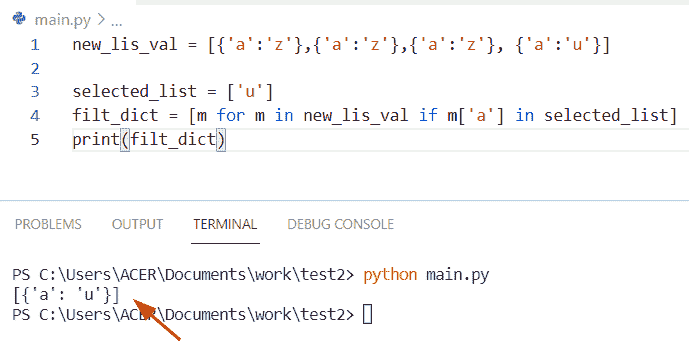 main.py > ...
1 new_lis_val = [{'a':'z'},{'a':'z'},{'a':'z'}, {'a':'u'}]
2
3 selected_list = ['u']
4 filt_dict = [m for m in new_lis_val if m['a'] in selected_list]
5 print(filt_dict)
PROBLEMS OUTPUT TERMINAL DEBUG CONSOLE
PS C:\Users\ACER\Documents\work\test2> python main.py
[{'a': 'u'}]
PS C:\Users\ACER\Documents\work\test2>